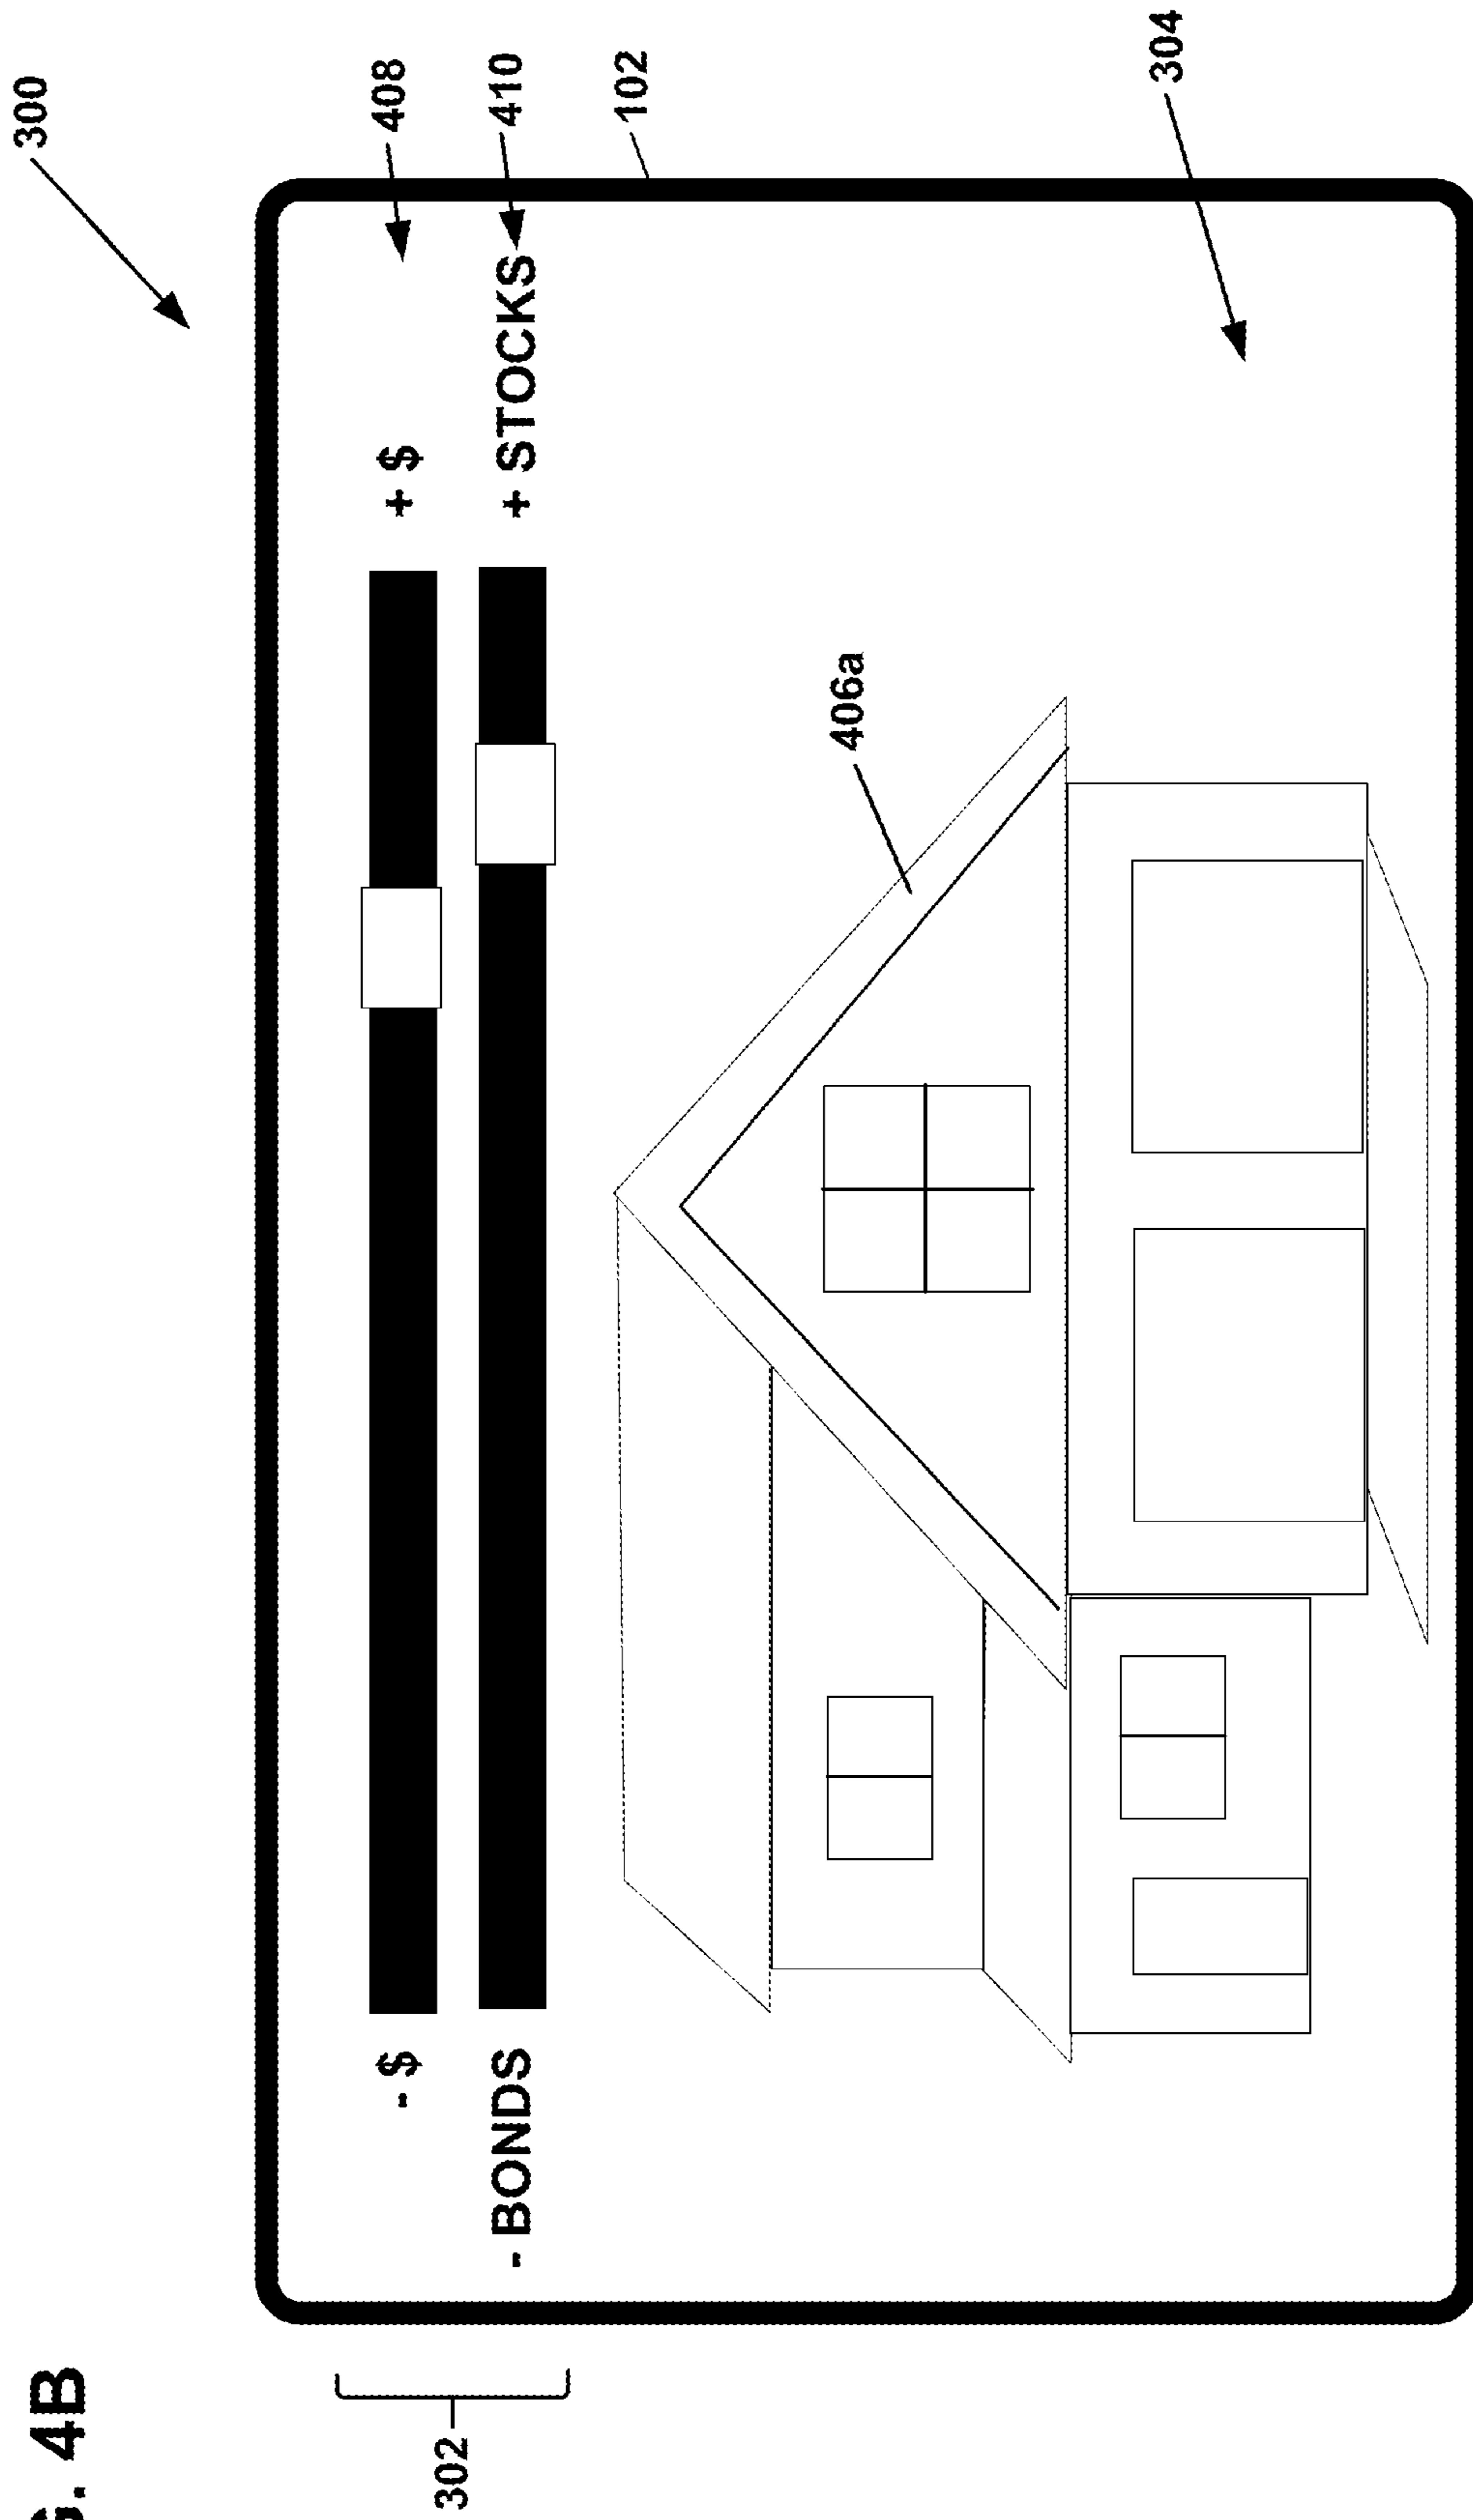 . 4B
300
- $ + $ 408
- BONDS + STOCKS 410
302
102
406a
304